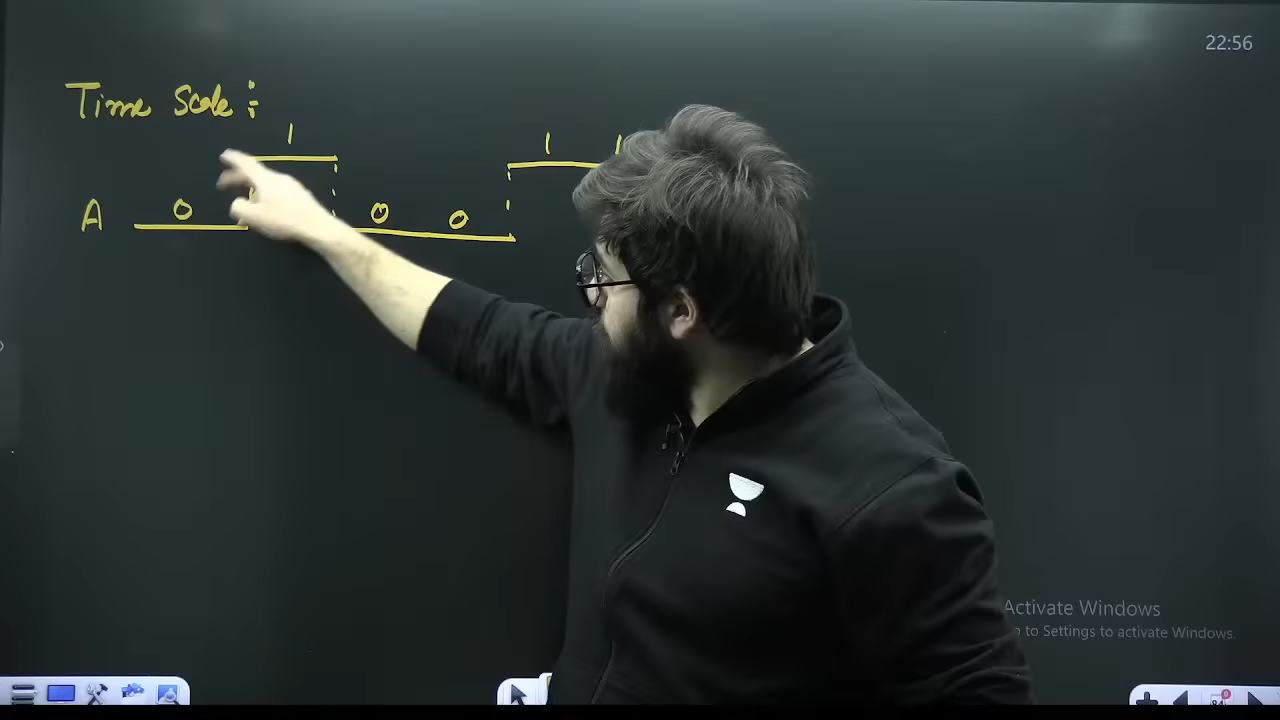 22:56
Time Scale:
1 1 1
A 0 0 0
Activate Windows
to Settings to activate Windows.